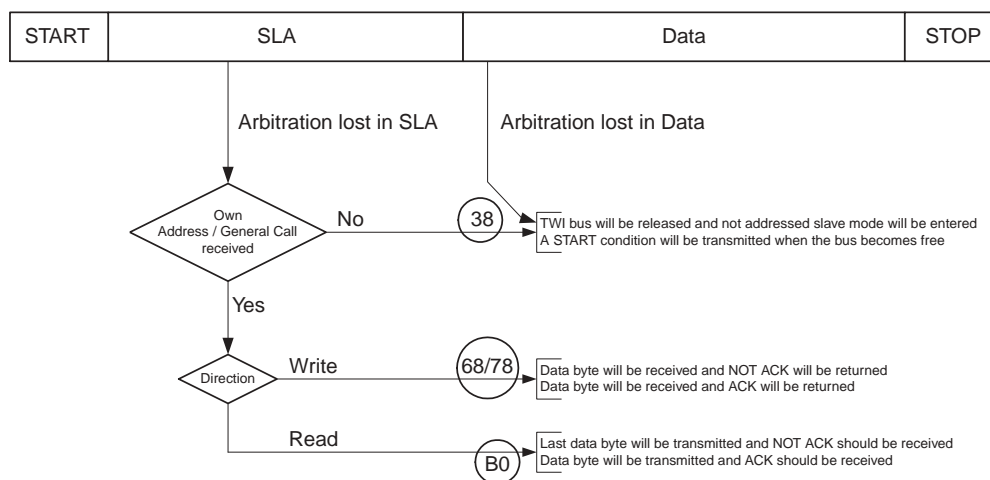 START SLA Data STOP
Arbitration lost in SLA Arbitration lost in Data
Own
Address / General Call
received
No
38
TWI bus will be released and not addressed slave mode will be entered
A START condition will be transmitted when the bus becomes free
Yes
Direction
Write
68/78
Data byte will be received and NOT ACK will be returned
Data byte will be received and ACK will be returned
Read
B0
Last data byte will be transmitted and NOT ACK should be received
Data byte will be transmitted and ACK should be received